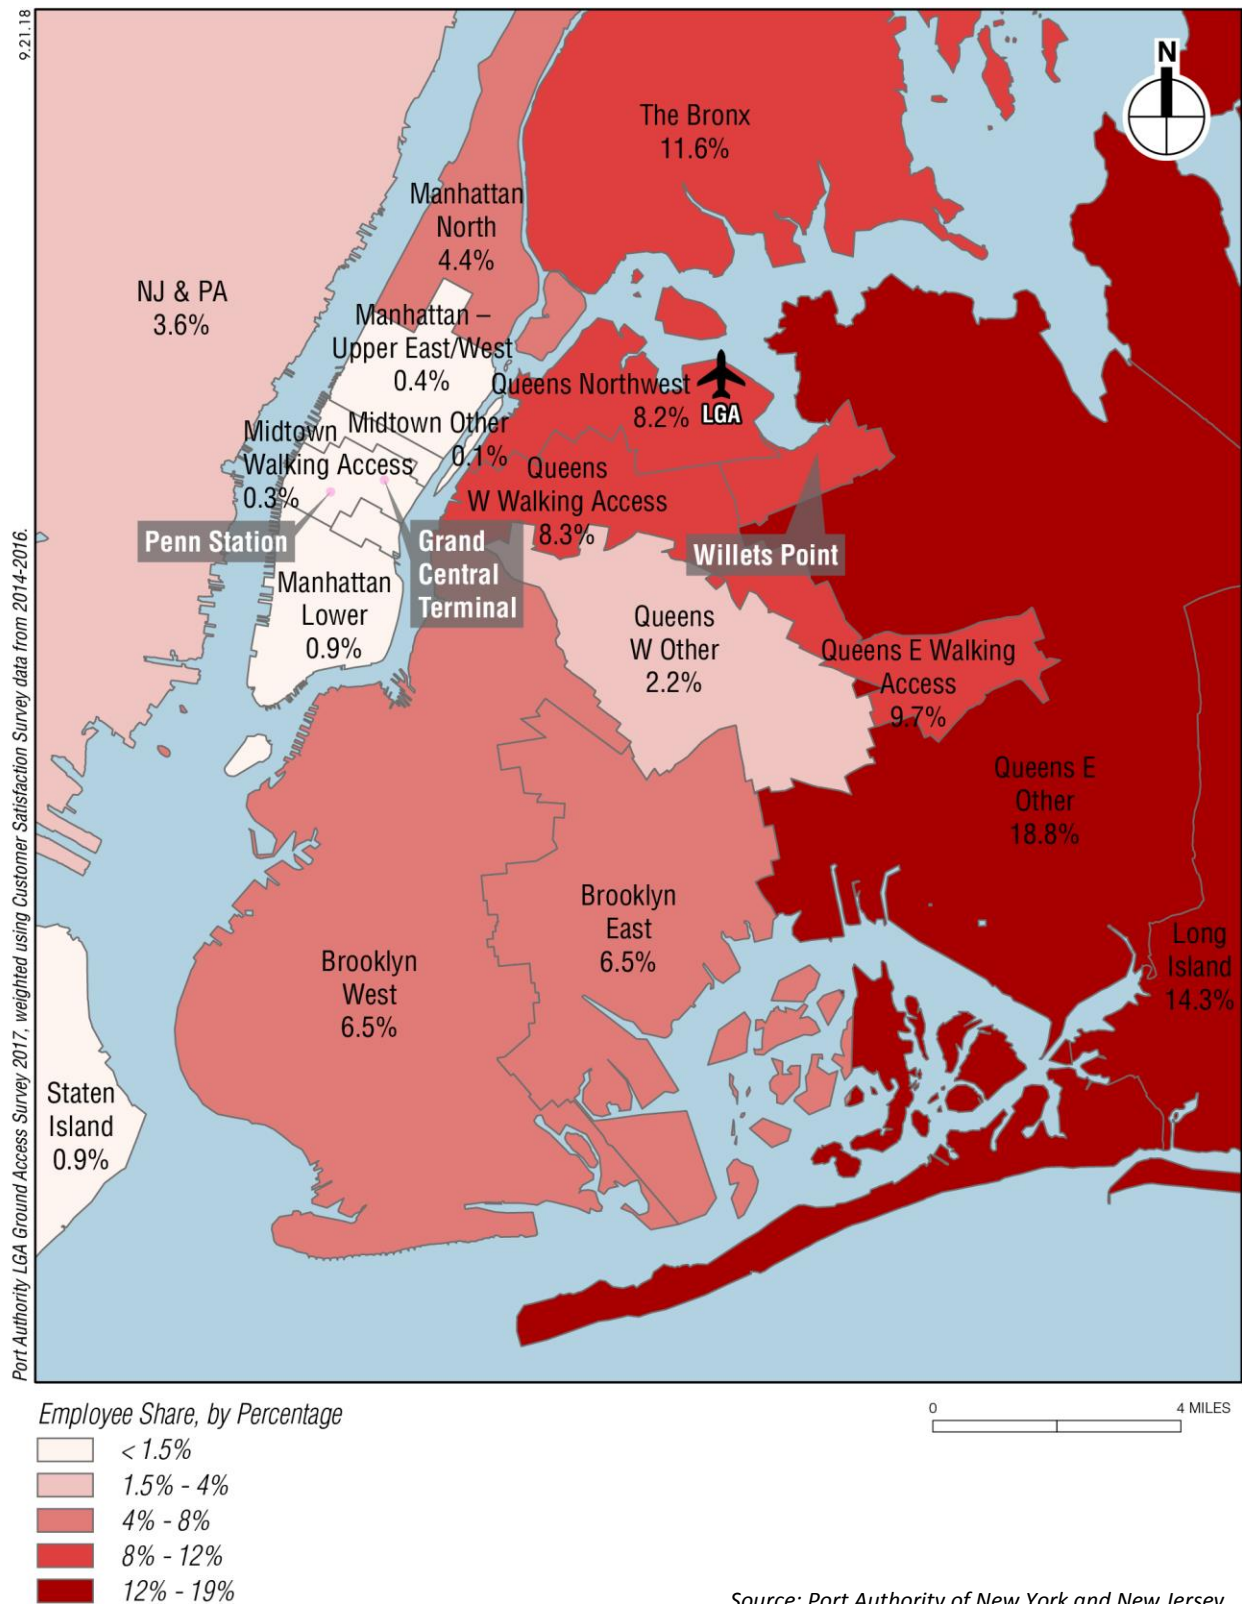 9.21.18
N
The Bronx
11.6%
Manhattan
North
4.4%
NJ & PA
3.6%
Manhattan –
Upper East/West
0.4%
Queens Northwest
8.2%
LGA
Midtown Other
0.1%
Midtown
Walking Access
0.3%
Queens
W Walking Access
8.3%
Penn Station
Grand
Central
Terminal
Willets Point
Manhattan
Lower
0.9%
Queens
W Other
2.2%
Queens E Walking
Access
9.7%
Queens E
Other
18.8%
Brooklyn
East
6.5%
Long
Island
14.3%
Brooklyn
West
6.5%
Staten
Island
0.9%
Port Authority LGA Ground Access Survey 2017, weighted using Customer Satisfaction Survey data from 2014-2016.
Employee Share, by Percentage
< 1.5%
1.5% - 4%
4% - 8%
8% - 12%
12% - 19%
0 4 MILES
Source: Port Authority of New York and New Jersey